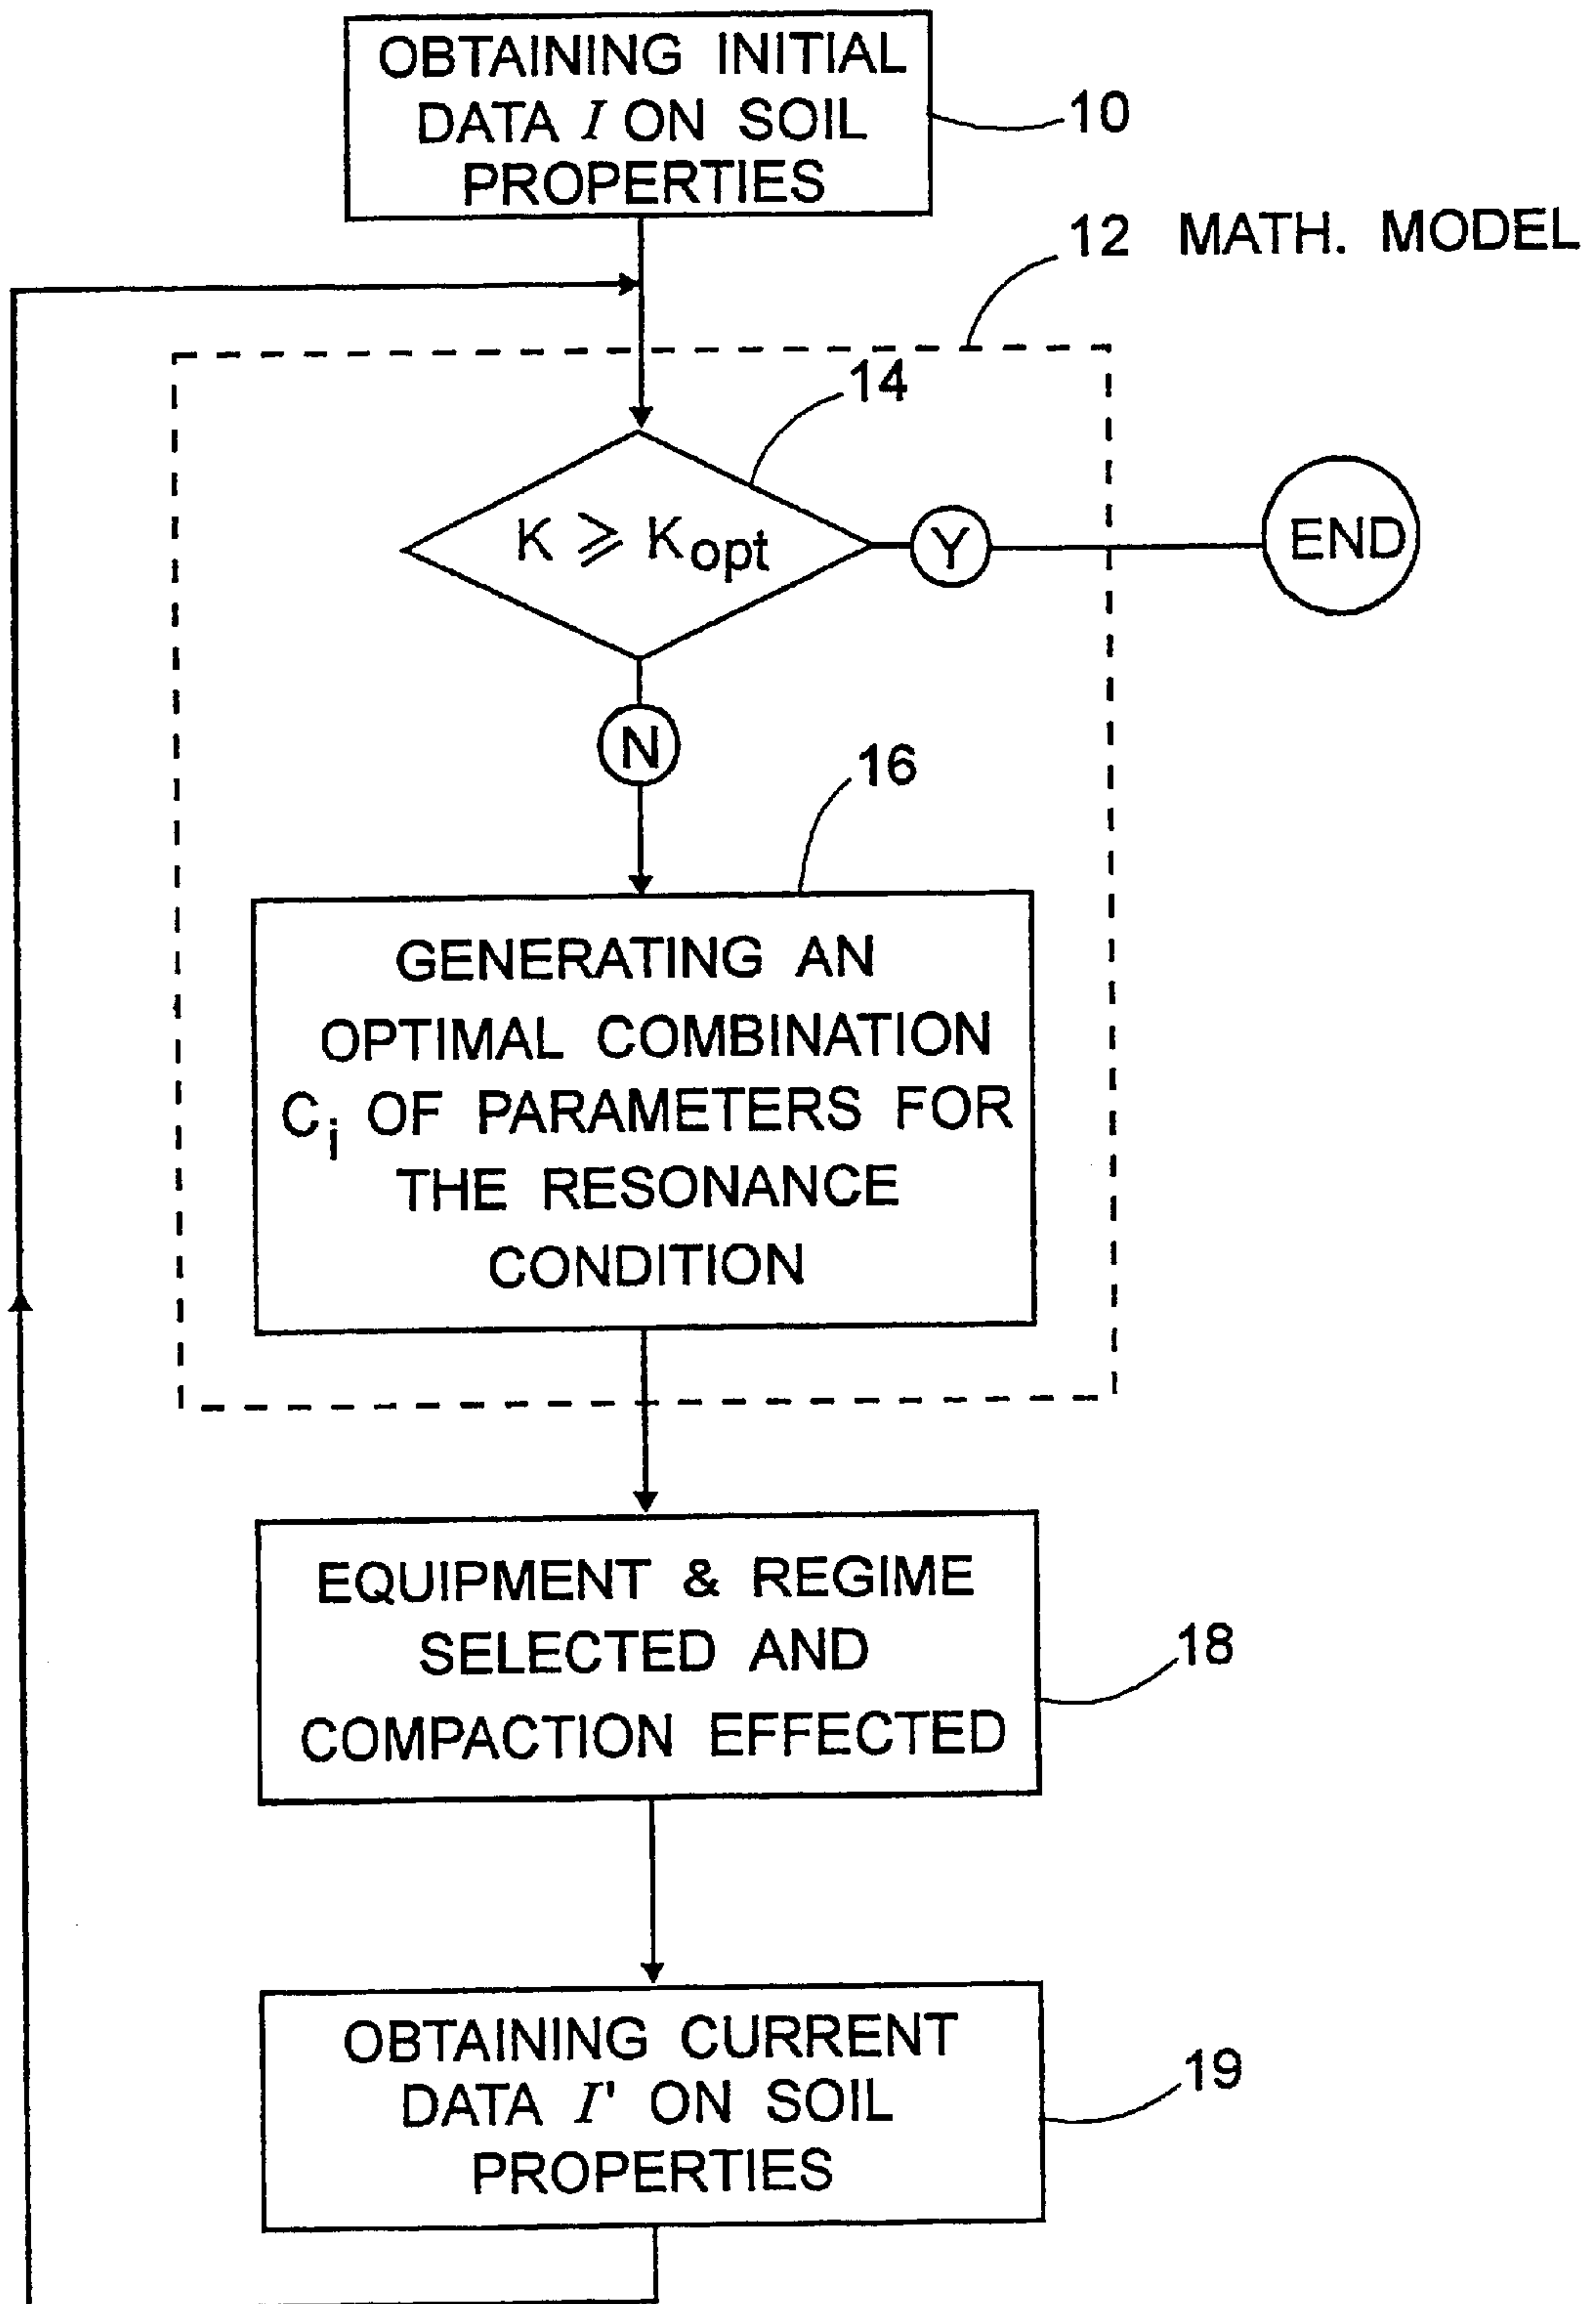 OBTAINING INITIAL
DATA I ON SOIL
PROPERTIES
10
12 MATH. MODEL
14
K ⩾ Kopt
Y
END
N
16
GENERATING AN
OPTIMAL COMBINATION
Ci OF PARAMETERS FOR
THE RESONANCE
CONDITION
EQUIPMENT & REGIME
SELECTED AND
COMPACTION EFFECTED
18
OBTAINING CURRENT
DATA I' ON SOIL
PROPERTIES
19